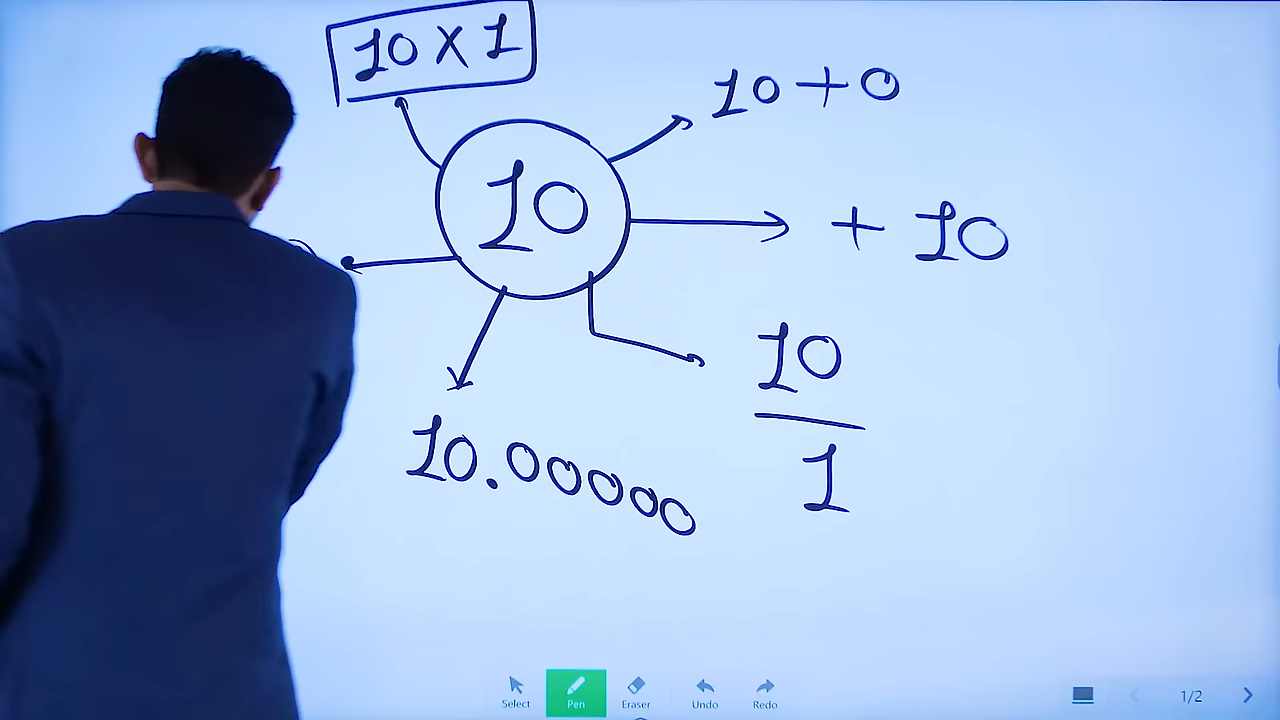 10 X 1
10 + 0
10
+ 10
10
1
10.00000
Select
Pen
Eraser
Undo
Redo
1/2